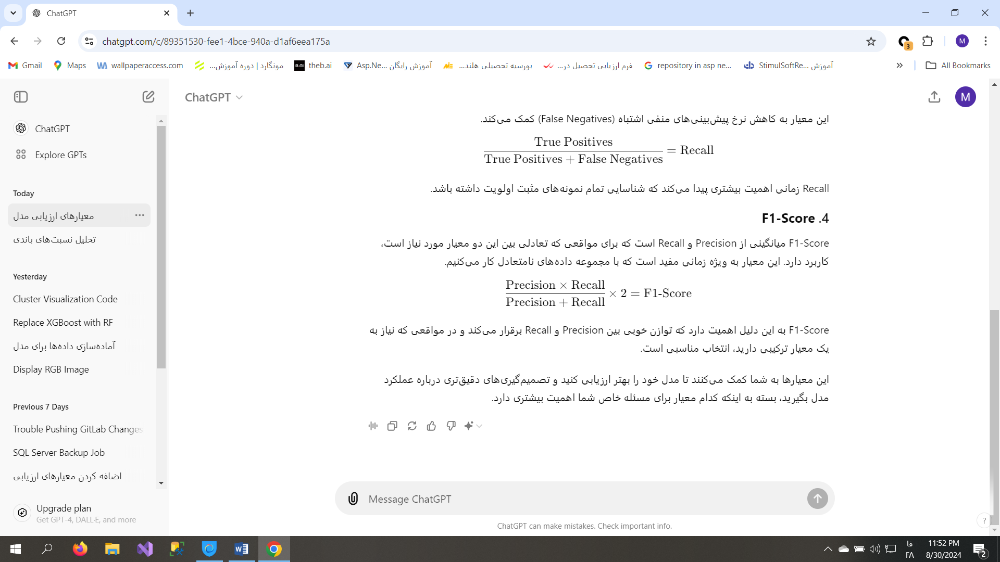 ChatGPT
chatgpt.com/c/89351530-fee1-4bce-940a-d1af6eea175a
3
M
Gmail
Maps
wallpaperaccess.com
مونگارد | دوره آموزش...
B AI
theb.ai
آموزش رایگان Asp.Ne...
بورسیه تحصیلی هلند...
فرم ارزیابی تحصیل در...
repository in asp ne...
آموزش StimulSoftRe...
All Bookmarks
ChatGPT
Explore GPTs
Today
معیارهای ارزیابی مدل
تحلیل نسبت‌های باندی
Yesterday
Cluster Visualization Code
Replace XGBoost with RF
آماده‌سازی داده‌ها برای مدل
Display RGB Image
Previous 7 Days
Trouble Pushing GitLab Changes
SQL Server Backup Job
اضافه کردن معیارهای ارزیابی
Upgrade plan
Get GPT-4, DALL·E, and more
ChatGPT
M
این معیار به کاهش نرخ پیش‌بینی‌های منفی اشتباه (False Negatives) کمک می‌کند.
True Positives
True Positives + False Negatives = Recall
Recall زمانی اهمیت بیشتری پیدا می‌کند که شناسایی تمام نمونه‌های مثبت اولویت داشته باشد.
4. F1-Score
F1-Score میانگینی از Precision و Recall است که برای مواقعی که تعادلی بین این دو معیار مورد نیاز است،
کاربرد دارد. این معیار به ویژه زمانی مفید است که با مجموعه داده‌های نامتعادل کار می‌کنیم.
Precision × Recall
Precision + Recall × 2 = F1-Score
F1-Score به این دلیل اهمیت دارد که توازن خوبی بین Precision و Recall برقرار می‌کند و در مواقعی که نیاز به
یک معیار ترکیبی دارید، انتخاب مناسبی است.
این معیارها به شما کمک می‌کنند تا مدل خود را بهتر ارزیابی کنید و تصمیم‌گیری‌های دقیق‌تری درباره عملکرد
مدل بگیرید، بسته به اینکه کدام معیار برای مسئله خاص شما اهمیت بیشتری دارد.
Message ChatGPT
ChatGPT can make mistakes. Check important info.
?
فا
FA
11:52 PM
8/30/2024
2